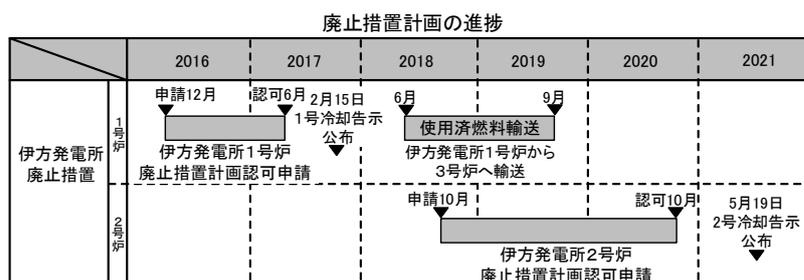 廃止措置計画の進捗
2016 2017 2018 2019 2020 2021
伊方発電所
廃止措置
1号炉
申請12月 認可6月
2月15日
1号冷却告示
公布
6月 9月
使用済燃料輸送
伊方発電所1号炉
廃止措置計画認可申請
伊方発電所1号炉から
3号炉へ輸送
2号炉
申請10月 認可10月
伊方発電所2号炉
廃止措置計画認可申請
5月19日
2号冷却告示
公布